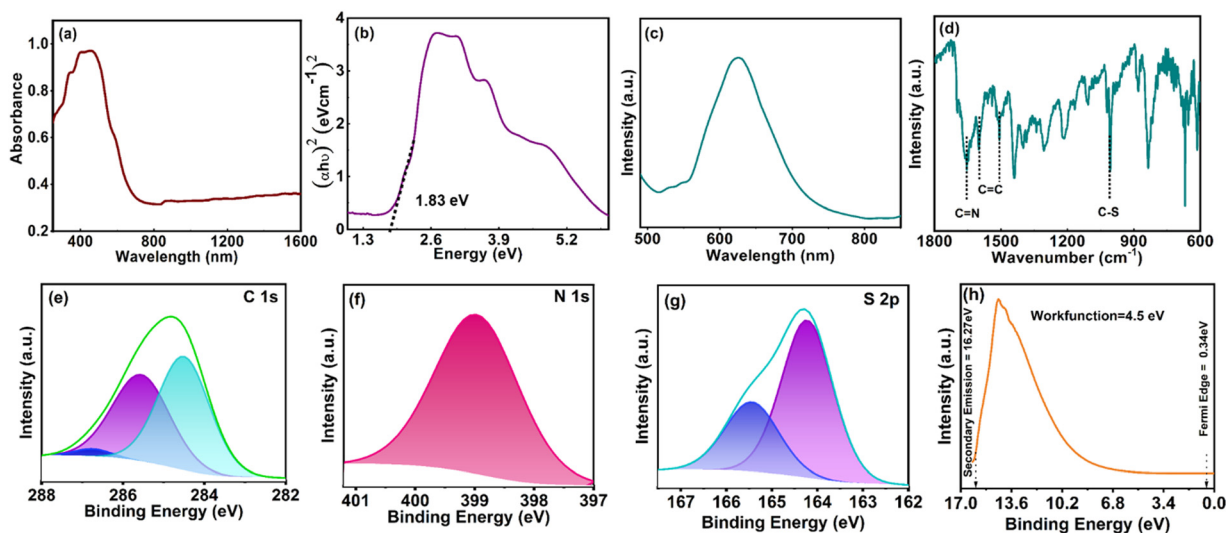 (a)
Absorbance
1.0
0.8
0.6
0.4
0.2
400 800 1200 1600
Wavelength (nm)
(b)
(αhυ)² (eVcm⁻¹)²
4
3
2
1
0
1.83 eV
1.3 2.6 3.9 5.2
Energy (eV)
(c)
Intensity (a.u.)
500 600 700 800
Wavelength (nm)
(d)
Intensity (a.u.)
C=N
C=C
C-S
1800 1500 1200 900 600
Wavenumber (cm⁻¹)
(e)
C 1s
Intensity (a.u.)
288 286 284 282
Binding Energy (eV)
(f)
N 1s
Intensity (a.u.)
401 400 399 398 397
Binding Energy (eV)
(g)
S 2p
Intensity (a.u.)
167 166 165 164 163 162
Binding Energy (eV)
(h)
Workfunction=4.5 eV
Intensity (a.u.)
Secondary Emission = 16.27eV
Fermi Edge = 0.34eV
17.0 13.6 10.2 6.8 3.4 0.0
Binding Energy (eV)